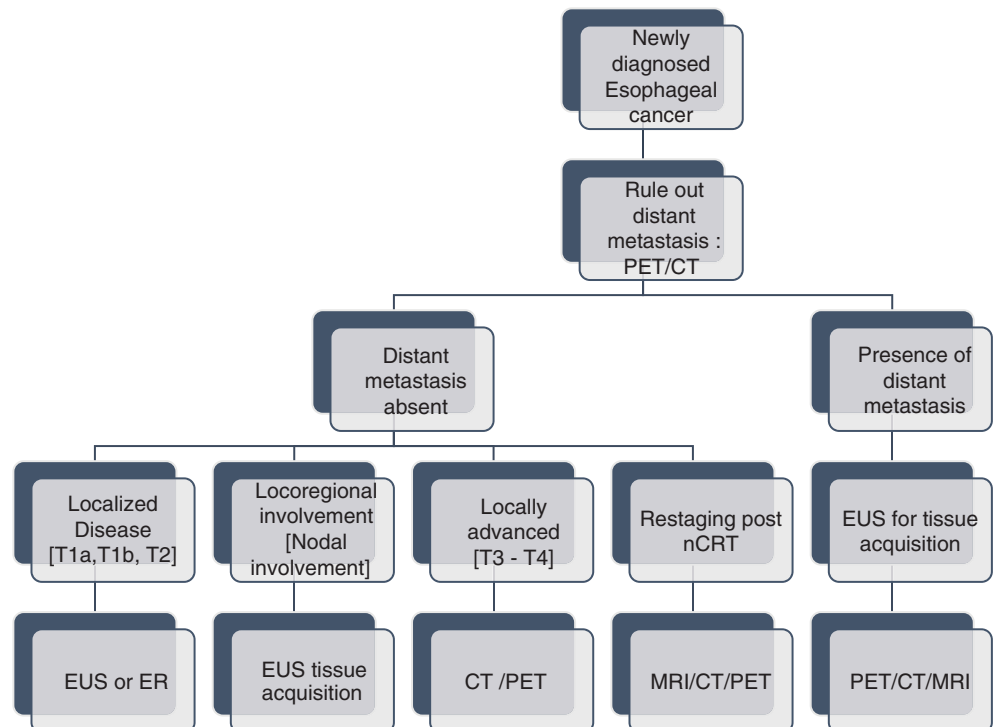 Newly
diagnosed
Esophageal
cancer
Rule out
distant
metastasis :
PET/CT
Distant
metastasis
absent
Presence of
distant
metastasis
Localized
Disease
[T1a,T1b, T2]
Locoregional
involvement
[Nodal
involvement]
Locally
advanced
[T3 - T4]
Restaging post
nCRT
EUS for tissue
acquisition
EUS or ER
EUS tissue
acquisition
CT /PET
MRI/CT/PET
PET/CT/MRI